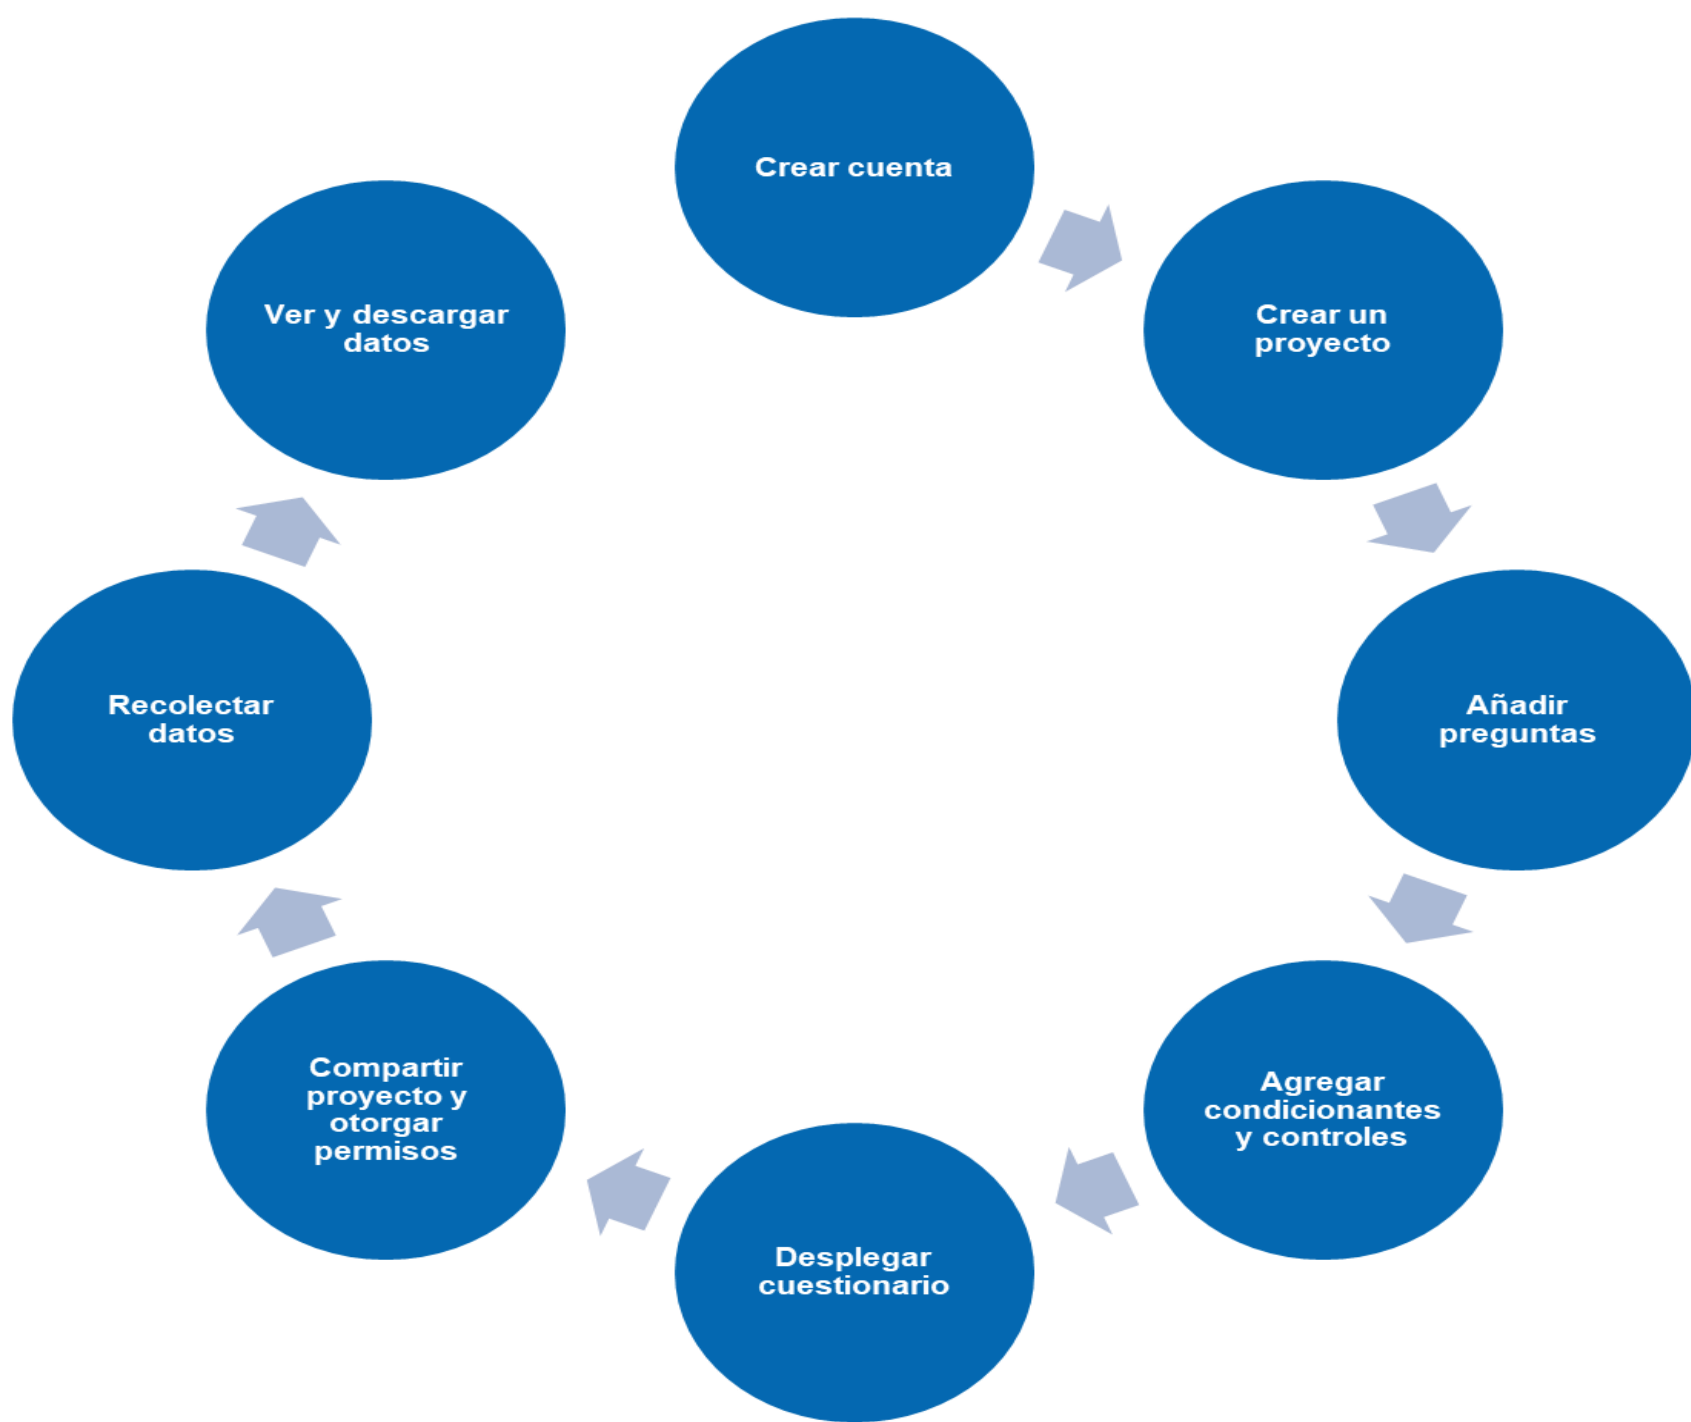 Crear cuenta
Crear un
proyecto
Añadir
preguntas
Agregar
condicionantes
y controles
Desplegar
cuestionario
Compartir
proyecto y
otorgar
permisos
Recolectar
datos
Ver y descargar
datos